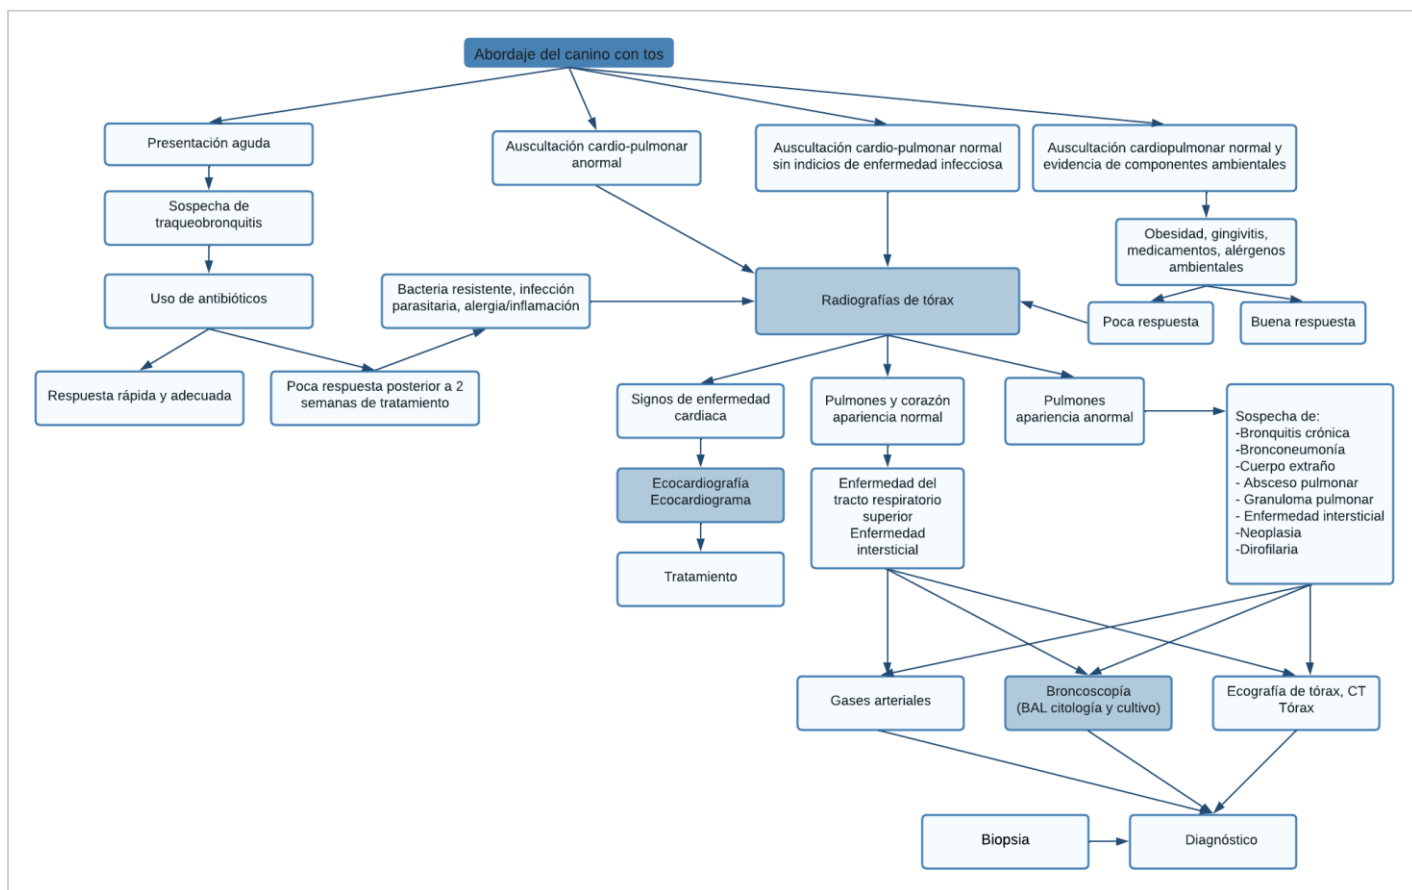 Abordaje del canino con tos
Presentación aguda
Auscultación cardio-pulmonar
anormal
Auscultación cardio-pulmonar normal
sin indicios de enfermedad infecciosa
Auscultación cardiopulmonar normal y
evidencia de componentes ambientales
Sospecha de
traqueobronquitis
Obesidad, gingivitis,
medicamentos, alérgenos
ambientales
Uso de antibióticos
Bacteria resistente, infección
parasitaria, alergia/inflamación
Radiografías de tórax
Poca respuesta
Buena respuesta
Respuesta rápida y adecuada
Poca respuesta posterior a 2
semanas de tratamiento
Signos de enfermedad
cardiaca
Pulmones y corazón
apariencia normal
Pulmones
apariencia anormal
Sospecha de:
-Bronquitis crónica
-Bronconeumonía
-Cuerpo extraño
- Absceso pulmonar
- Granuloma pulmonar
- Enfermedad intersticial
-Neoplasia
-Dirofilaria
Ecocardiografía
Ecocardiograma
Enfermedad del
tracto respiratorio
superior
Enfermedad
intersticial
Tratamiento
Gases arteriales
Broncoscopía
(BAL citología y cultivo)
Ecografía de tórax, CT
Tórax
Biopsia
Diagnóstico